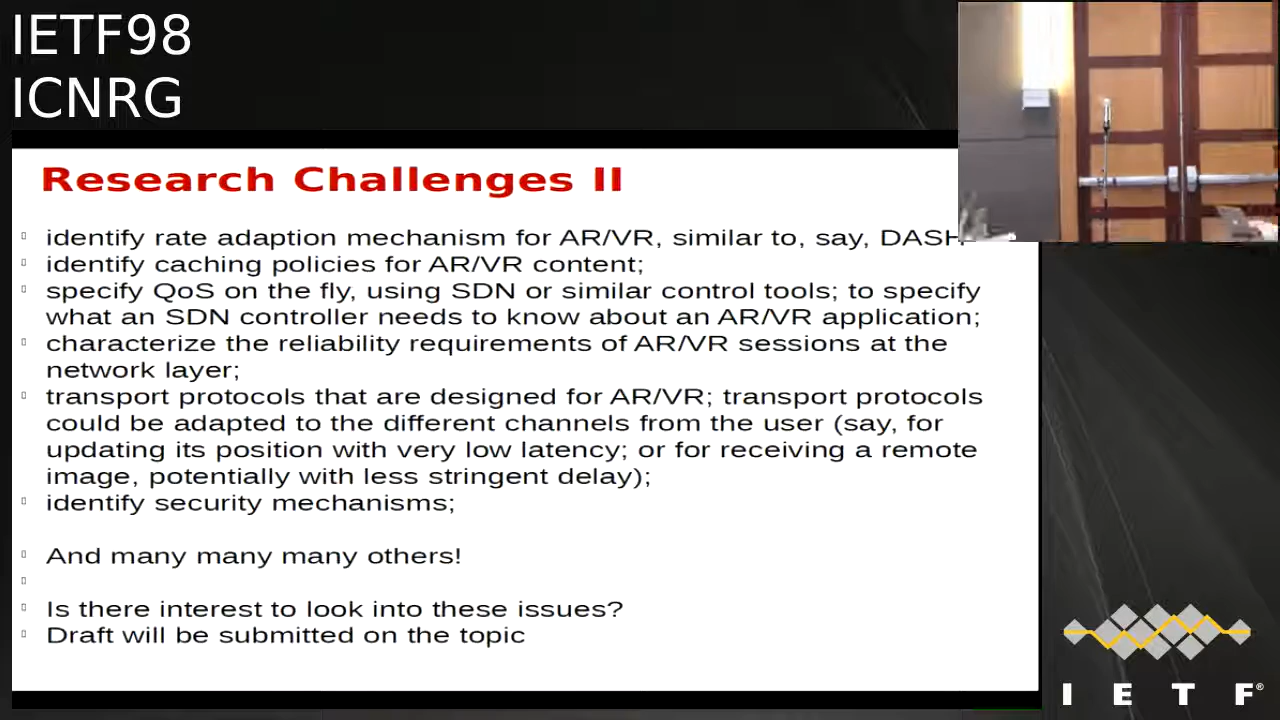 IETF98
ICNRG
Research Challenges II
identify rate adaption mechanism for AR/VR, similar to, say, DASH
identify caching policies for AR/VR content;
specify QoS on the fly, using SDN or similar control tools; to specify
what an SDN controller needs to know about an AR/VR application;
characterize the reliability requirements of AR/VR sessions at the
network layer;
transport protocols that are designed for AR/VR; transport protocols
could be adapted to the different channels from the user (say, for
updating its position with very low latency; or for receiving a remote
image, potentially with less stringent delay);
identify security mechanisms;
And many many many others!
Is there interest to look into these issues?
Draft will be submitted on the topic
I E T F®